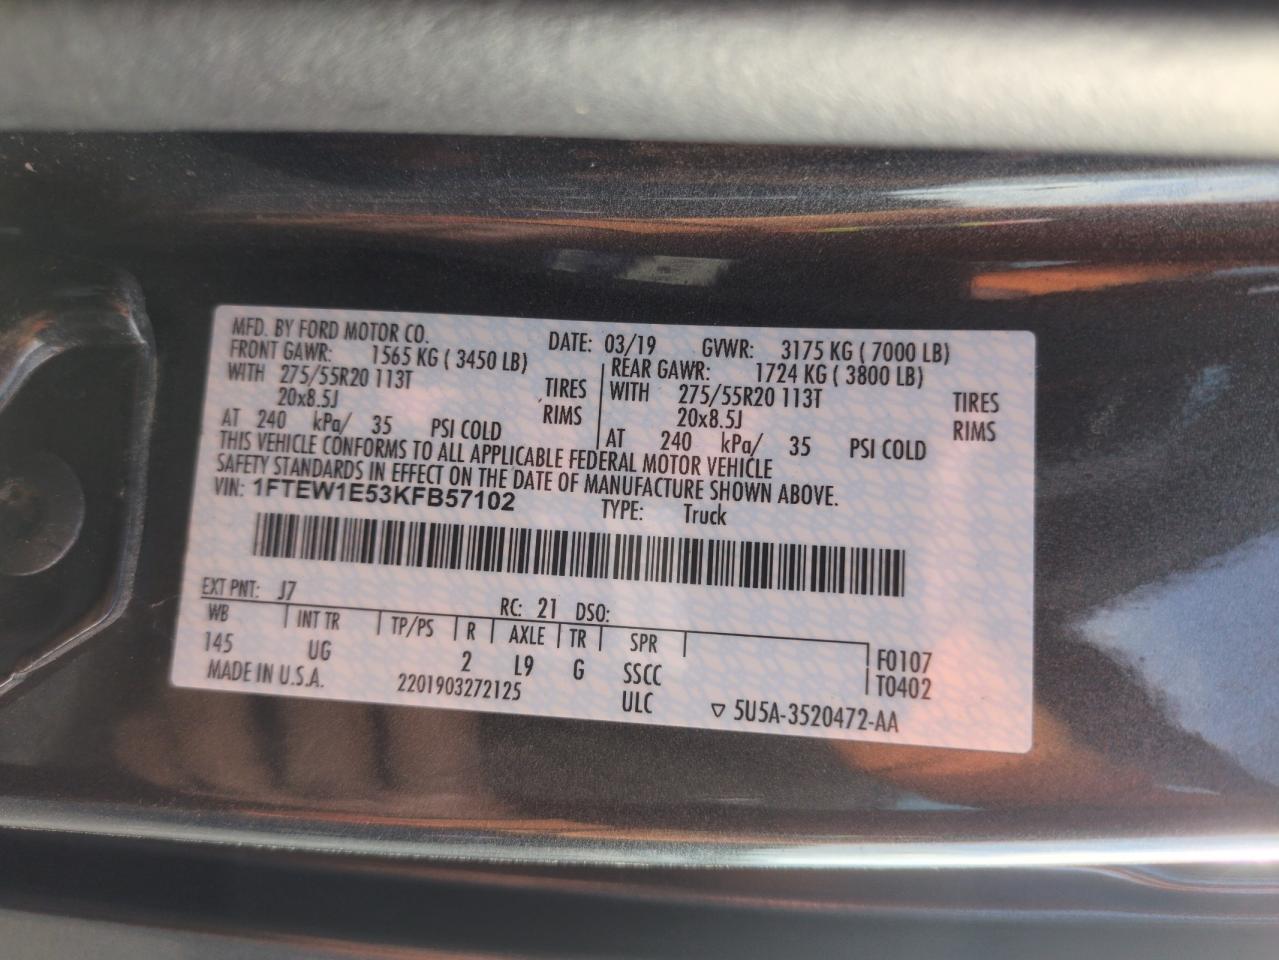 MFD. BY FORD MOTOR CO. DATE: 03/19 GVWR: 3175 KG ( 7000 LB)
FRONT GAWR: 1565 KG ( 3450 LB) REAR GAWR: 1724 KG ( 3800 LB)
WITH 275/55R20 113T TIRES WITH 275/55R20 113T TIRES
20x8.5J RIMS 20x8.5J RIMS
AT 240 kPa/ 35 PSI COLD AT 240 kPa/ 35 PSI COLD
THIS VEHICLE CONFORMS TO ALL APPLICABLE FEDERAL MOTOR VEHICLE
SAFETY STANDARDS IN EFFECT ON THE DATE OF MANUFACTURE SHOWN ABOVE.
VIN: 1FTEW1E53KFB57102 TYPE: Truck
EXT PNT: J7 RC: 21 DSO:
WB INT TR TP/PS R AXLE TR SPR F0107
145 UG 2 L9 G SSCC T0402
MADE IN U.S.A. 2201903272125 ULC ▽ 5U5A-3520472-AA